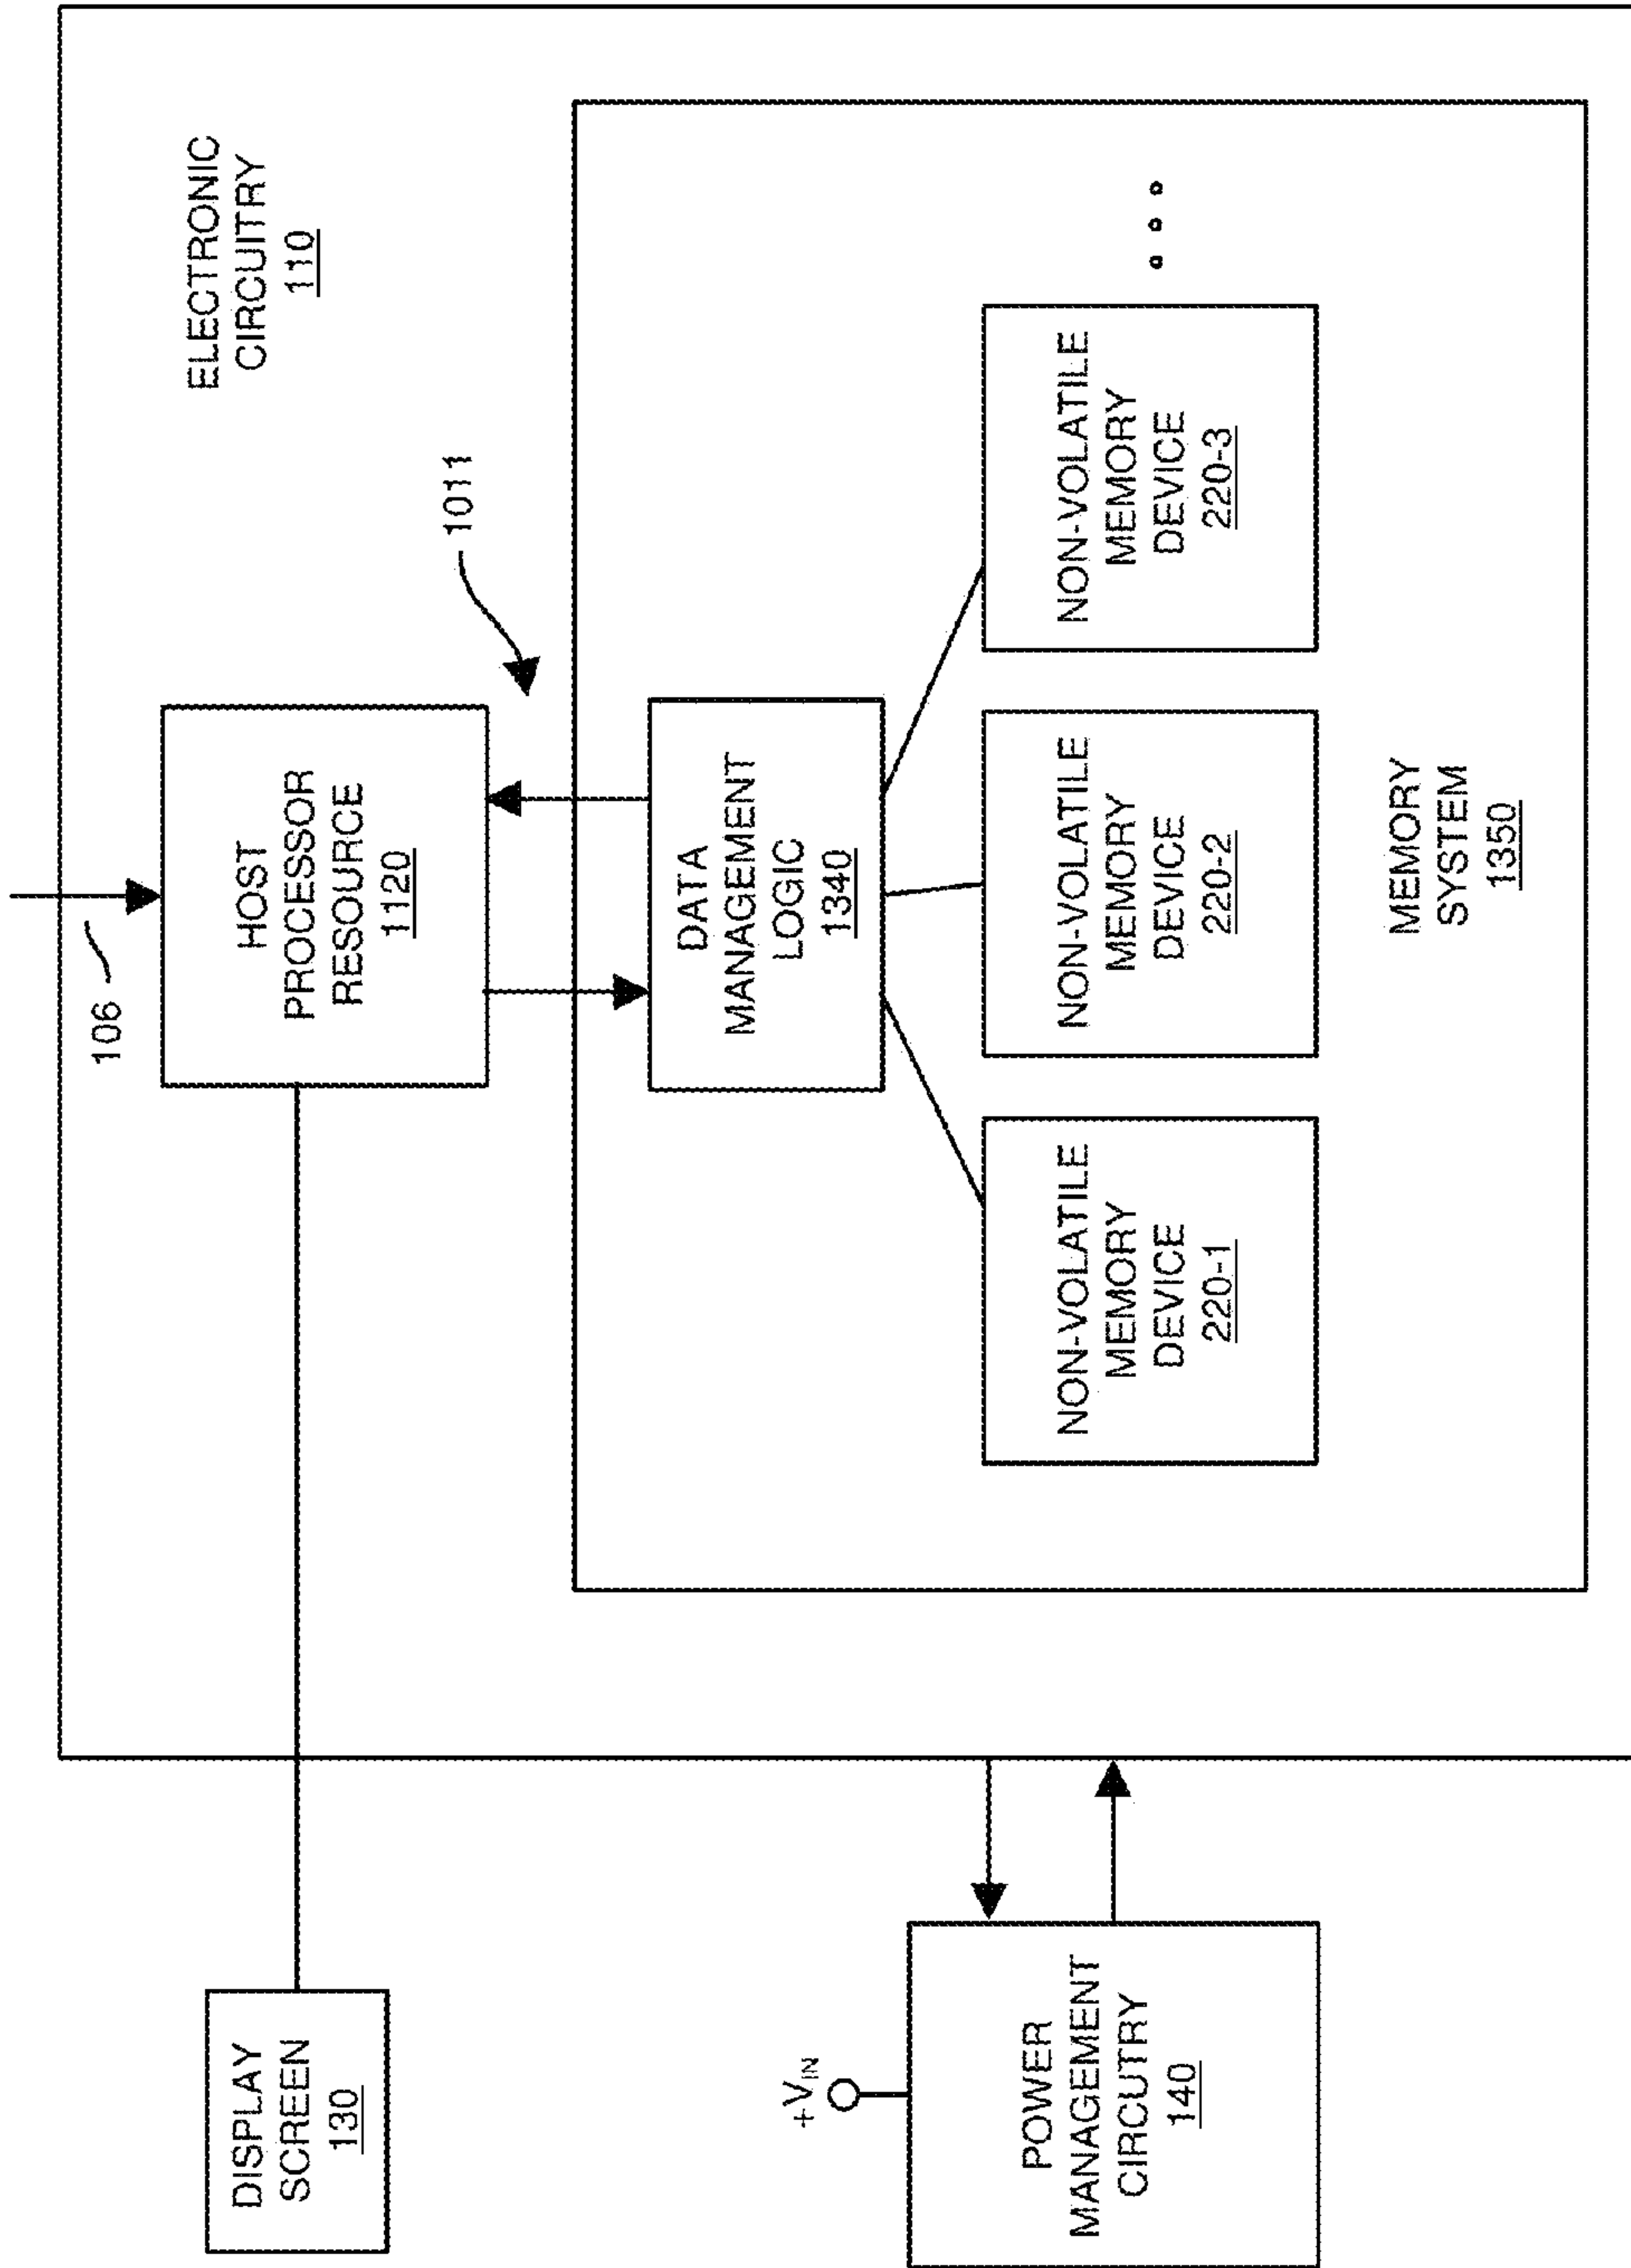 106
HOST
PROCESSOR
RESOURCE
1120
ELECTRONIC
CIRCUITRY
110
1011
DISPLAY
SCREEN
130
DATA
MANAGEMENT
LOGIC
1340
+VIN
POWER
MANAGEMENT
CIRCUTRY
140
NON-VOLATILE
MEMORY
DEVICE
220-1
NON-VOLATILE
MEMORY
DEVICE
220-2
NON-VOLATILE
MEMORY
DEVICE
220-3
MEMORY
SYSTEM
1350